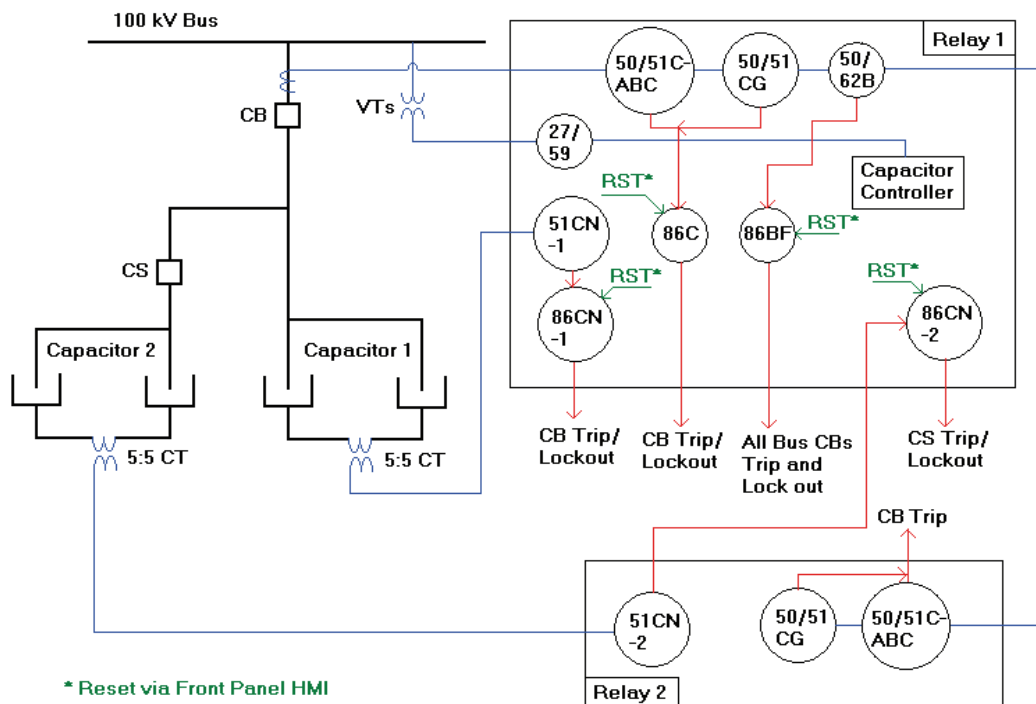 100 kV Bus
Relay 1
50/51C-
ABC
50/51
CG
50/
62B
CB
VTs
27/
59
Capacitor
Controller
RST*
51CN
-1
86C
86BF
RST*
CS
RST*
RST*
86CN
-1
86CN
-2
Capacitor 2
Capacitor 1
5:5 CT
5:5 CT
CB Trip/
Lockout
CB Trip/
Lockout
All Bus CBs
Trip and
Lock out
CS Trip/
Lockout
CB Trip
51CN
-2
50/51
CG
50/51C-
ABC
* Reset via Front Panel HMI
Relay 2